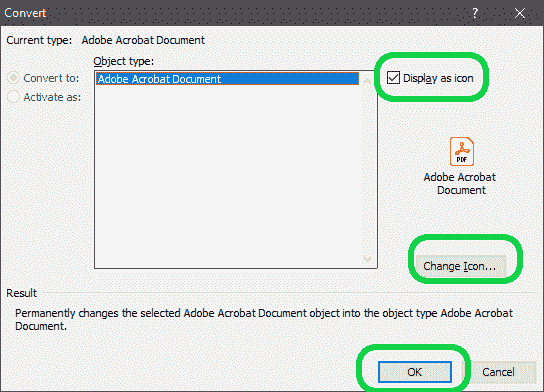 Convert
?
Current type: Adobe Acrobat Document
Object type:
Convert to:
Activate as:
Adobe Acrobat Document
Display as icon
PDF
Adobe Acrobat
Document
Change Icon...
Result
Permanently changes the selected Adobe Acrobat Document object into the object type Adobe Acrobat
Document.
OK
Cancel